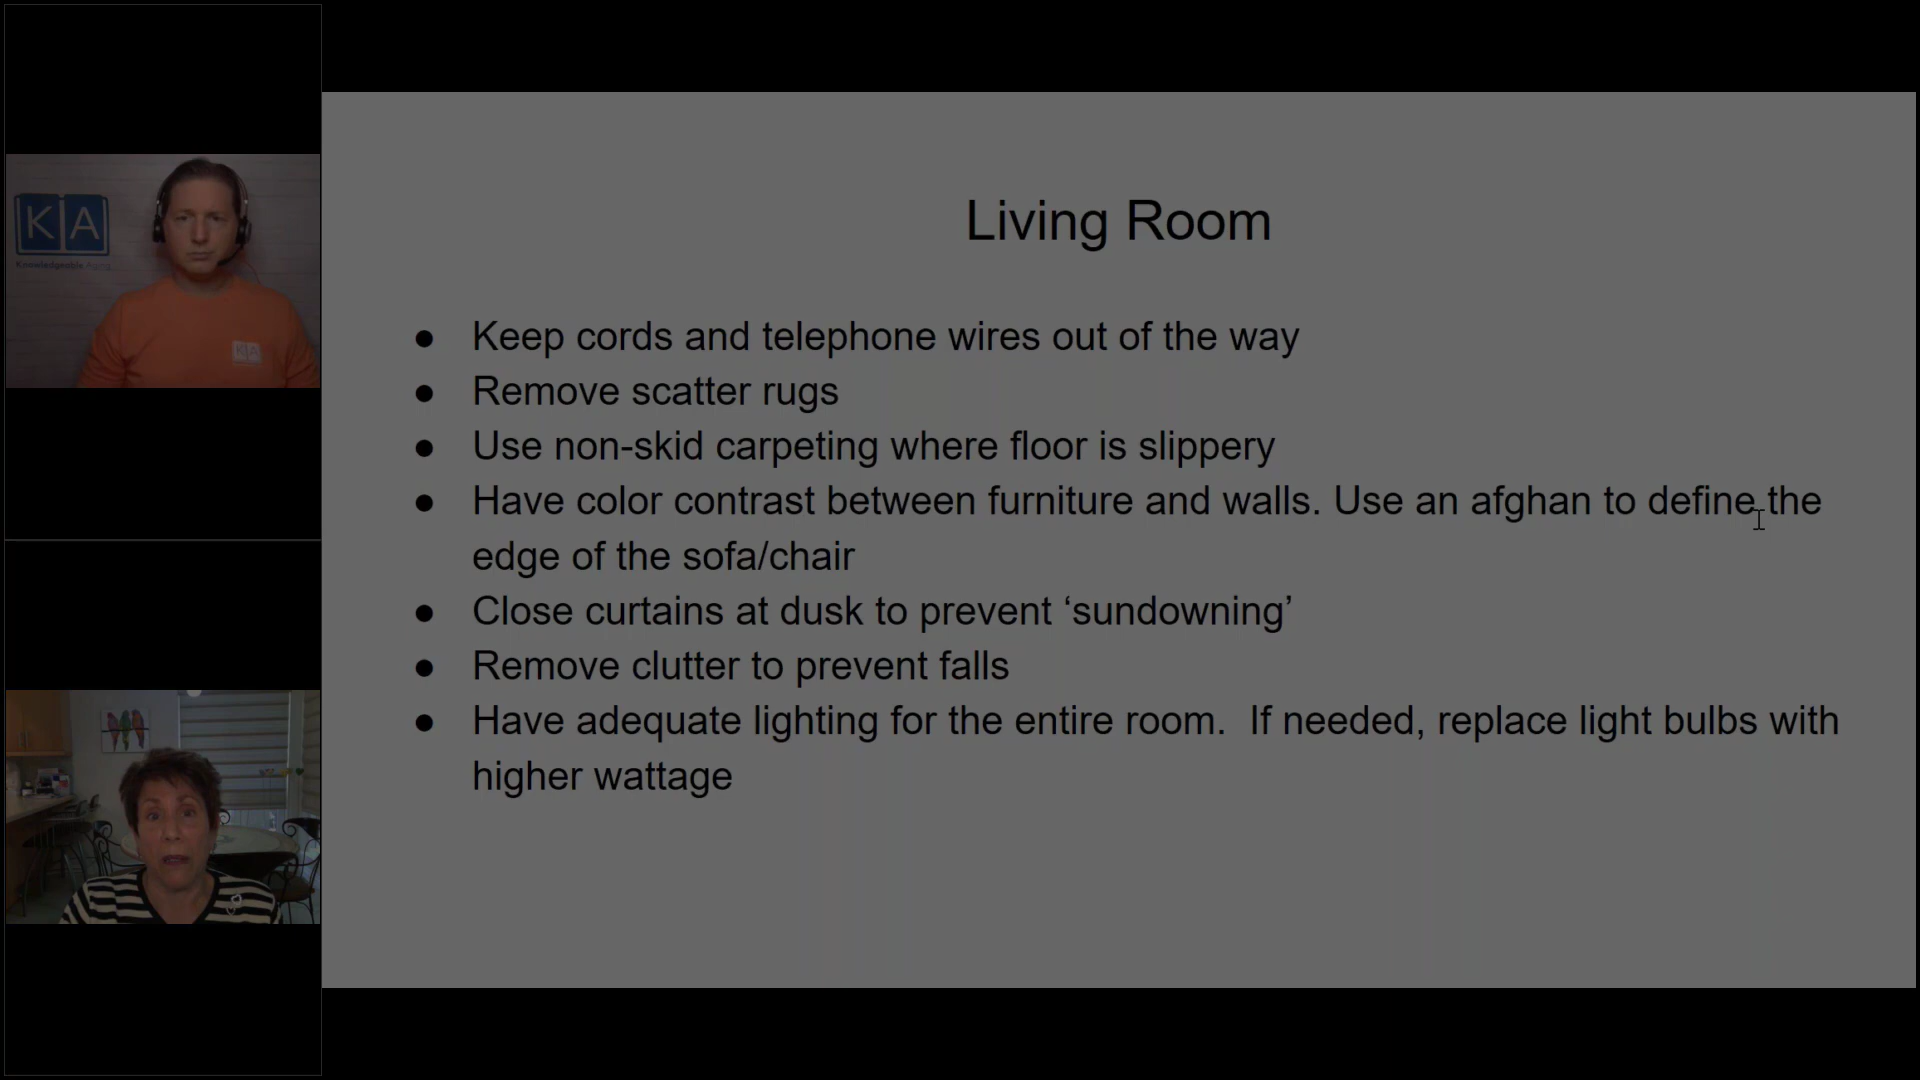 K A
Knowledgeable Aging
KA
Living Room
● Keep cords and telephone wires out of the way
● Remove scatter rugs
● Use non-skid carpeting where floor is slippery
● Have color contrast between furniture and walls. Use an afghan to define the
edge of the sofa/chair
● Close curtains at dusk to prevent ‘sundowning’
● Remove clutter to prevent falls
● Have adequate lighting for the entire room.  If needed, replace light bulbs with
higher wattage